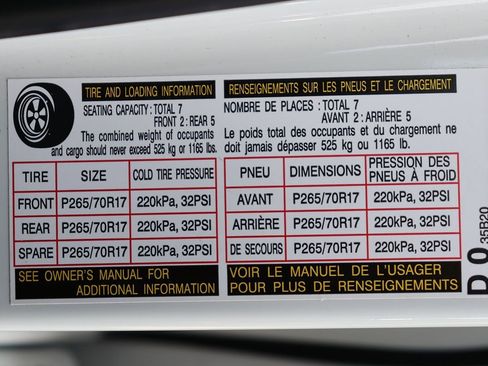 TIRE AND LOADING INFORMATION
SEATING CAPACITY: TOTAL 7
FRONT 2 : REAR 5
The combined weight of occupants
and cargo should never exceed 525 kg or 1165 lb.
TIRE SIZE COLD TIRE PRESSURE
FRONT P265/70R17 220kPa, 32PSI
REAR P265/70R17 220kPa, 32PSI
SPARE P265/70R17 220kPa, 32PSI
SEE OWNER'S MANUAL FOR
ADDITIONAL INFORMATION
RENSEIGNEMENTS SUR LES PNEUS ET LE CHARGEMENT
NOMBRE DE PLACES : TOTAL 7
AVANT 2 : ARRIÈRE 5
Le poids total des occupants et du chargement ne
doit jamais dépasser 525 kg ou 1165 lb.
PNEU DIMENSIONS PRESSION DES
PNEUS À FROID
AVANT P265/70R17 220kPa, 32PSI
ARRIÈRE P265/70R17 220kPa, 32PSI
DE SECOURS P265/70R17 220kPa, 32PSI
VOIR LE MANUEL DE L'USAGER
POUR PLUS DE RENSEIGNEMENTS
D 0 35B20